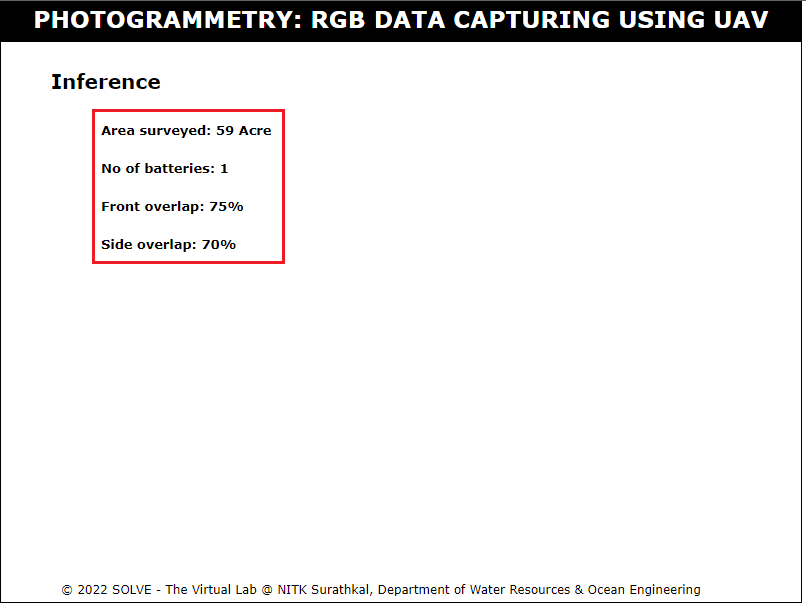 PHOTOGRAMMETRY: RGB DATA CAPTURING USING UAV
Inference
Area surveyed: 59 Acre
No of batteries: 1
Front overlap: 75%
Side overlap: 70%
© 2022 SOLVE - The Virtual Lab @ NITK Surathkal, Department of Water Resources & Ocean Engineering